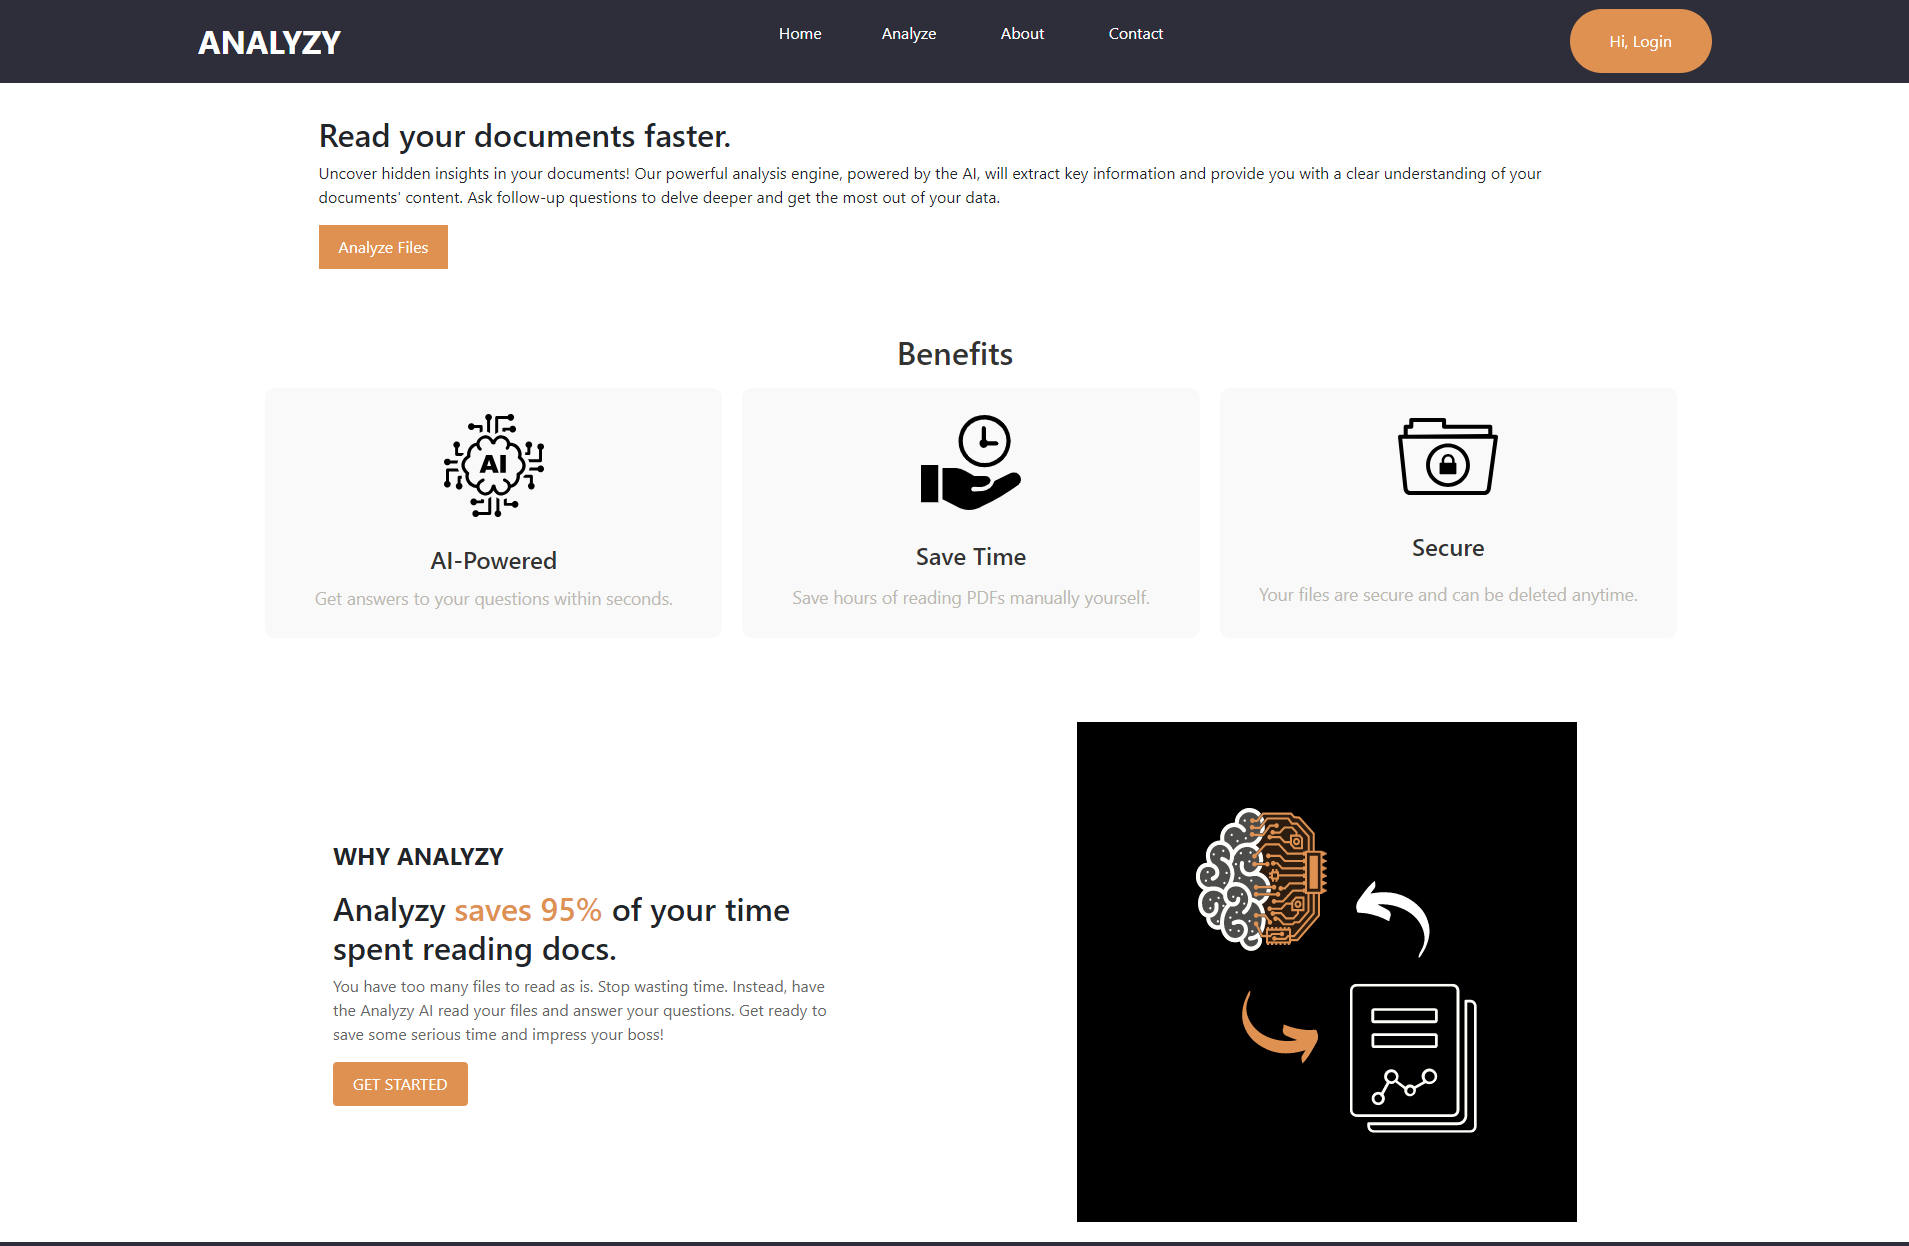 ANALYZY
Home Analyze About Contact
Hi, Login
Read your documents faster.
Uncover hidden insights in your documents! Our powerful analysis engine, powered by the AI, will extract key information and provide you with a clear understanding of your
documents' content. Ask follow-up questions to delve deeper and get the most out of your data.
Analyze Files
Benefits
AI
AI-Powered
Get answers to your questions within seconds.
Save Time
Save hours of reading PDFs manually yourself.
Secure
Your files are secure and can be deleted anytime.
WHY ANALYZY
Analyzy saves 95% of your time
spent reading docs.
You have too many files to read as is. Stop wasting time. Instead, have
the Analyzy AI read your files and answer your questions. Get ready to
save some serious time and impress your boss!
GET STARTED